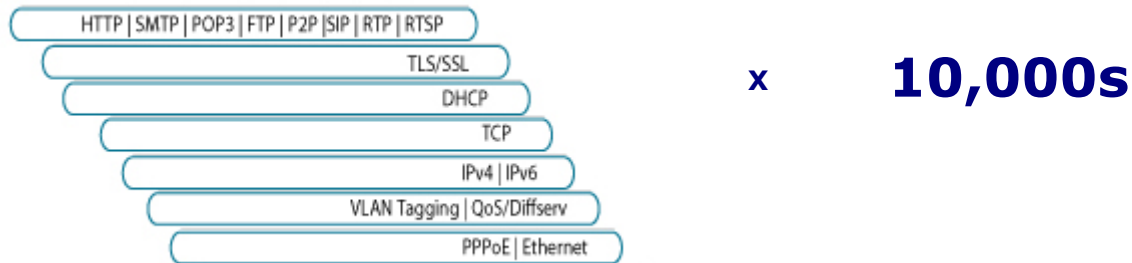 HTTP | SMTP | POP3 | FTP | P2P |SIP | RTP | RTSP
TLS/SSL
x 10,000s
DHCP
TCP
IPv4 | IPv6
VLAN Tagging | QoS/Diffserv
PPPoE | Ethernet